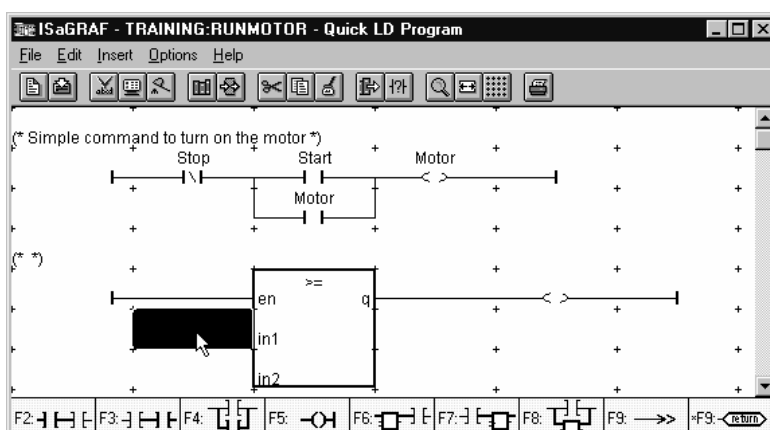 ISaGRAF - TRAINING:RUNMOTOR - Quick LD Program
File Edit Insert Options Help
(* Simple command to turn on the motor *)
Stop Start Motor
Motor
(* *)
>=
en q
in1
in2
F2: F3: F4: F5: F6: F7: F8: F9: *F9: return